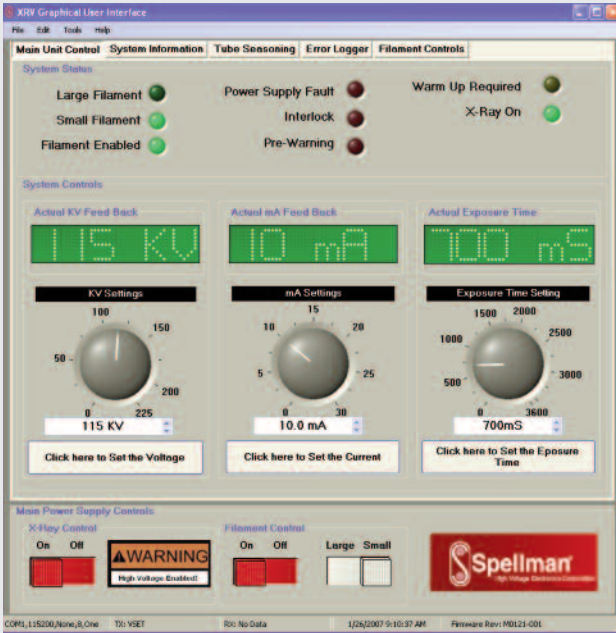 XRV Graphical User Interface
File Edit Tools Help
Main Unit Control System Information Tube Seasoning Error Logger Filament Controls
System Status
Large Filament Power Supply Fault Warm Up Required
Small Filament Interlock X-Ray On
Filament Enabled Pre-Warning
System Controls
Actual KV Feed Back Actual mA Feed Back Actual Exposure Time
115 KV 10 mA 700 mS
KV Settings mA Settings Exposure Time Setting
100 15 1500 2000
150 10 20 1000 2500
50 5 25 500 3000
200
0 225 0 30 0 3600
115 KV 10.0 mA 700mS
Click here to Set the Voltage Click here to Set the Current Click here to Set the Eposure
Time
Main Power Supply Controls
X-Ray Control Filament Control
On Off WARNING On Off Large Small
High Voltage Enabled!
Spellman
High Voltage Electronics Corporation
COM1,115200,None,8,One TX: VSET RX: No Data 1/26/2007 9:10:37 AM Firmware Rev: M0121-001